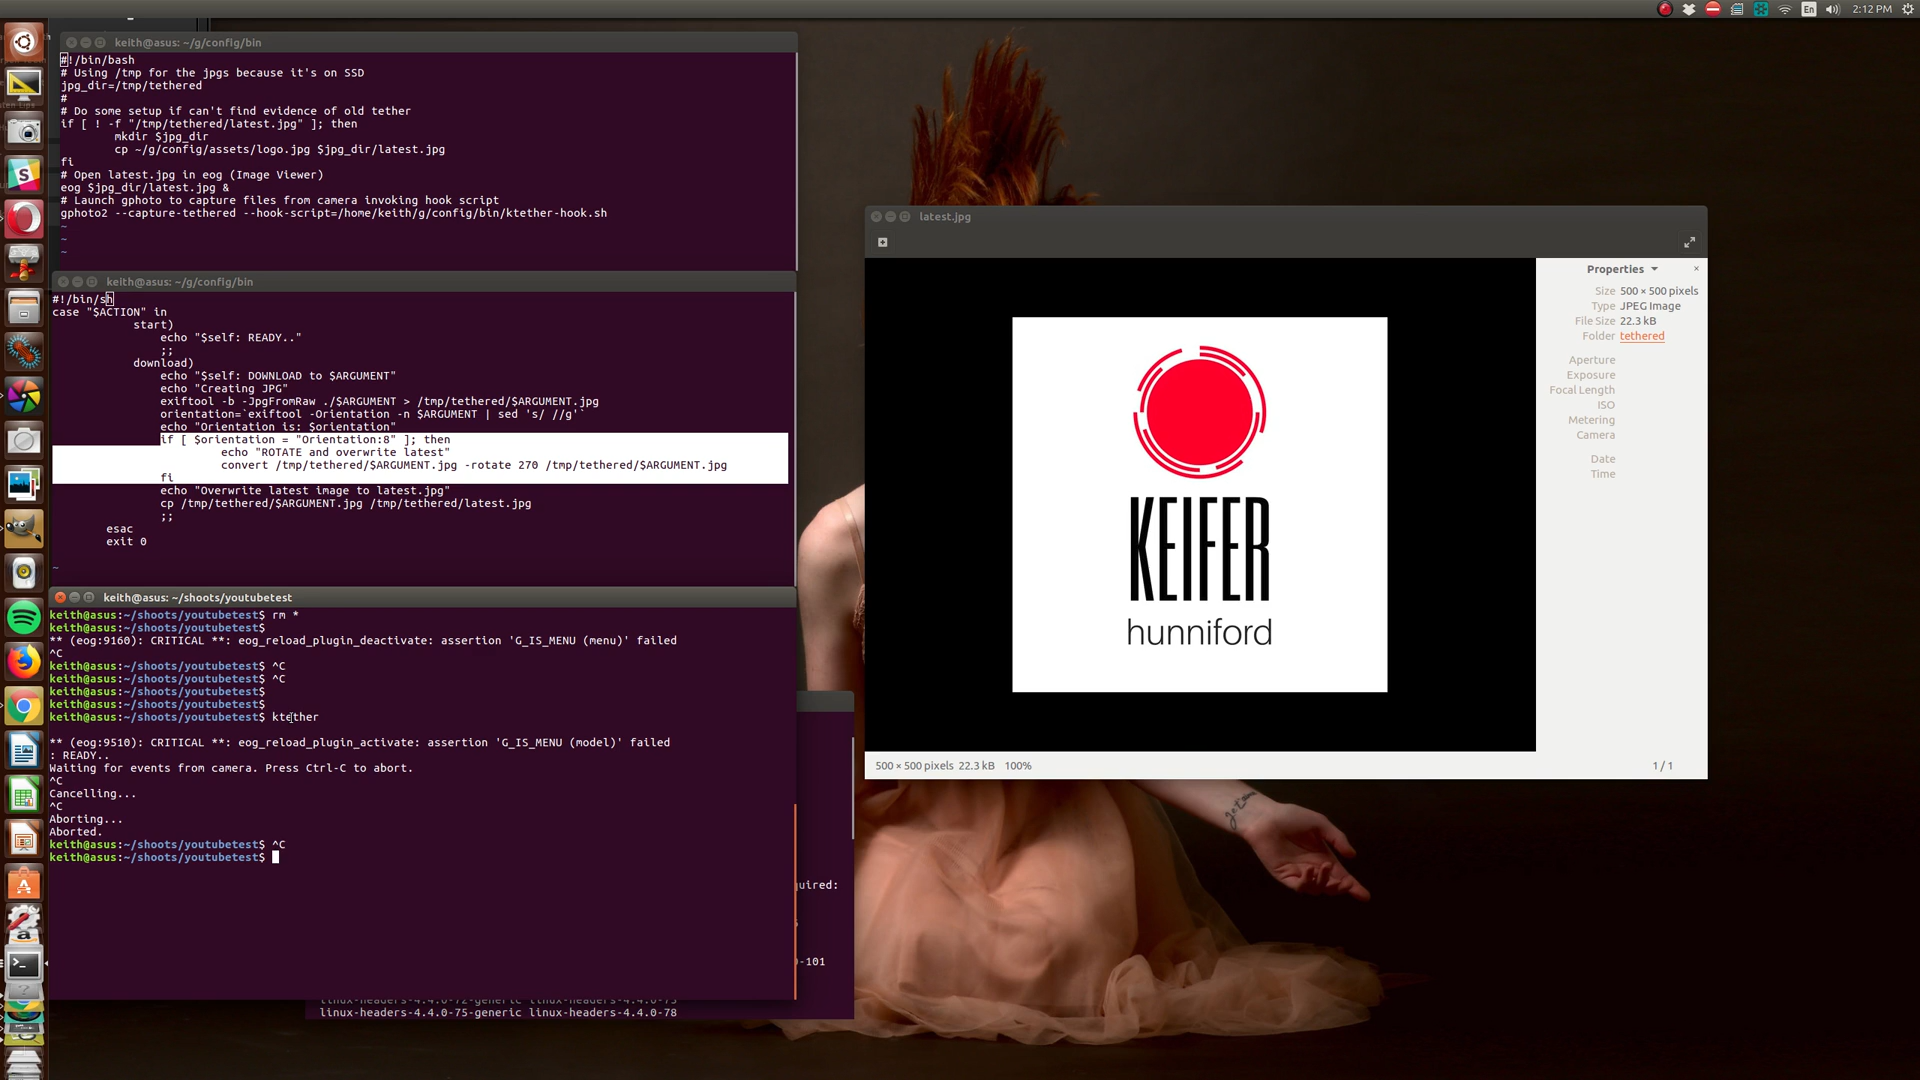 En
2:12 PM
keith@asus: ~/g/config/bin
#!/bin/bash
# Using /tmp for the jpgs because it's on SSD
jpg_dir=/tmp/tethered
#
# Do some setup if can't find evidence of old tether
if [ ! -f "/tmp/tethered/latest.jpg" ]; then
mkdir $jpg_dir
cp ~/g/config/assets/logo.jpg $jpg_dir/latest.jpg
fi
# Open latest.jpg in eog (Image Viewer)
eog $jpg_dir/latest.jpg &
# Launch gphoto to capture files from camera invoking hook script
gphoto2 --capture-tethered --hook-script=/home/keith/g/config/bin/ktether-hook.sh
~
~
~
keith@asus: ~/g/config/bin
#!/bin/sh
case "$ACTION" in
start)
echo "$self: READY.."
;;
download)
echo "$self: DOWNLOAD to $ARGUMENT"
echo "Creating JPG"
exiftool -b -JpgFromRaw ./$ARGUMENT > /tmp/tethered/$ARGUMENT.jpg
orientation=`exiftool -Orientation -n $ARGUMENT | sed 's/ //g'`
echo "Orientation is: $orientation"
if [ $orientation = "Orientation:8" ]; then
echo "ROTATE and overwrite latest"
convert /tmp/tethered/$ARGUMENT.jpg -rotate 270 /tmp/tethered/$ARGUMENT.jpg
fi
echo "Overwrite latest image to latest.jpg"
cp /tmp/tethered/$ARGUMENT.jpg /tmp/tethered/latest.jpg
;;
esac
exit 0
~
keith@asus: ~/shoots/youtubetest
keith@asus:~/shoots/youtubetest$ rm *
keith@asus:~/shoots/youtubetest$
** (eog:9160): CRITICAL **: eog_reload_plugin_deactivate: assertion 'G_IS_MENU (menu)' failed
^C
keith@asus:~/shoots/youtubetest$ ^C
keith@asus:~/shoots/youtubetest$ ^C
keith@asus:~/shoots/youtubetest$
keith@asus:~/shoots/youtubetest$
keith@asus:~/shoots/youtubetest$ ktether
** (eog:9510): CRITICAL **: eog_reload_plugin_activate: assertion 'G_IS_MENU (model)' failed
: READY..
Waiting for events from camera. Press Ctrl-C to abort.
^C
Cancelling...
^C
Aborting...
Aborted.
keith@asus:~/shoots/youtubetest$ ^C
keith@asus:~/shoots/youtubetest$
uired:
-101
linux-headers-4.4.0-72-generic linux-headers-4.4.0-73
linux-headers-4.4.0-75-generic linux-headers-4.4.0-78
latest.jpg
KEIFER
hunniford
Properties
Size 500 × 500 pixels
Type JPEG Image
File Size 22.3 kB
Folder tethered
Aperture
Exposure
Focal Length
ISO
Metering
Camera
Date
Time
500 × 500 pixels 22.3 kB 100%
1 / 1